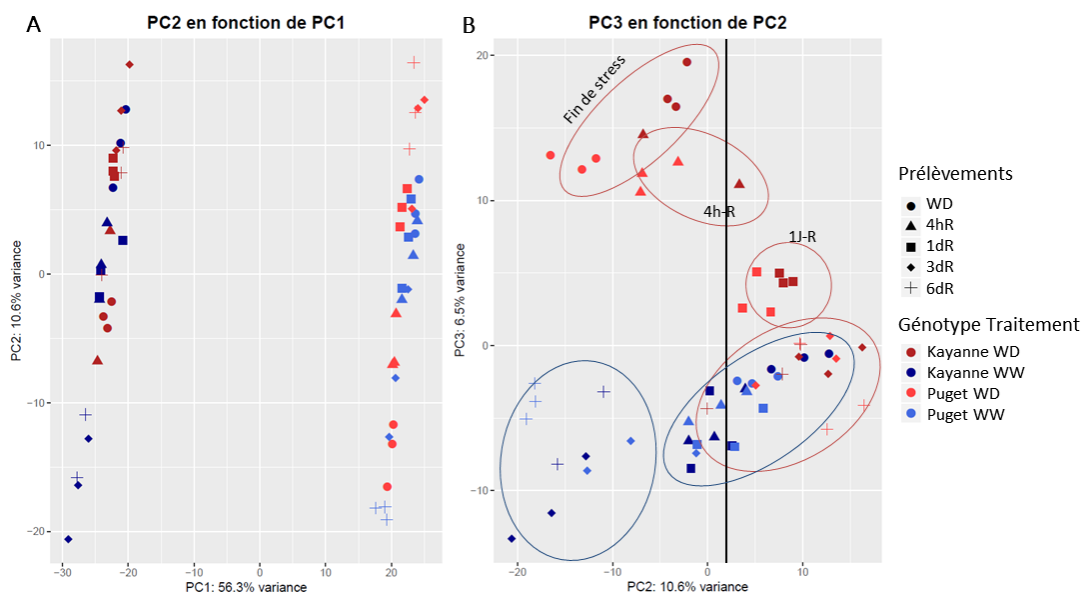 A
PC2 en fonction de PC1
PC2: 10.6% variance
10
0
−10
−20
−30
−20
−10
0
10
20
PC1: 56.3% variance
B
PC3 en fonction de PC2
PC3: 6.5% variance
20
10
0
−10
Fin de stress
4h-R
1J-R
−20
−10
0
10
PC2: 10.6% variance
Prélèvements
WD
4hR
1dR
3dR
6dR
Génotype Traitement
Kayanne WD
Kayanne WW
Puget WD
Puget WW